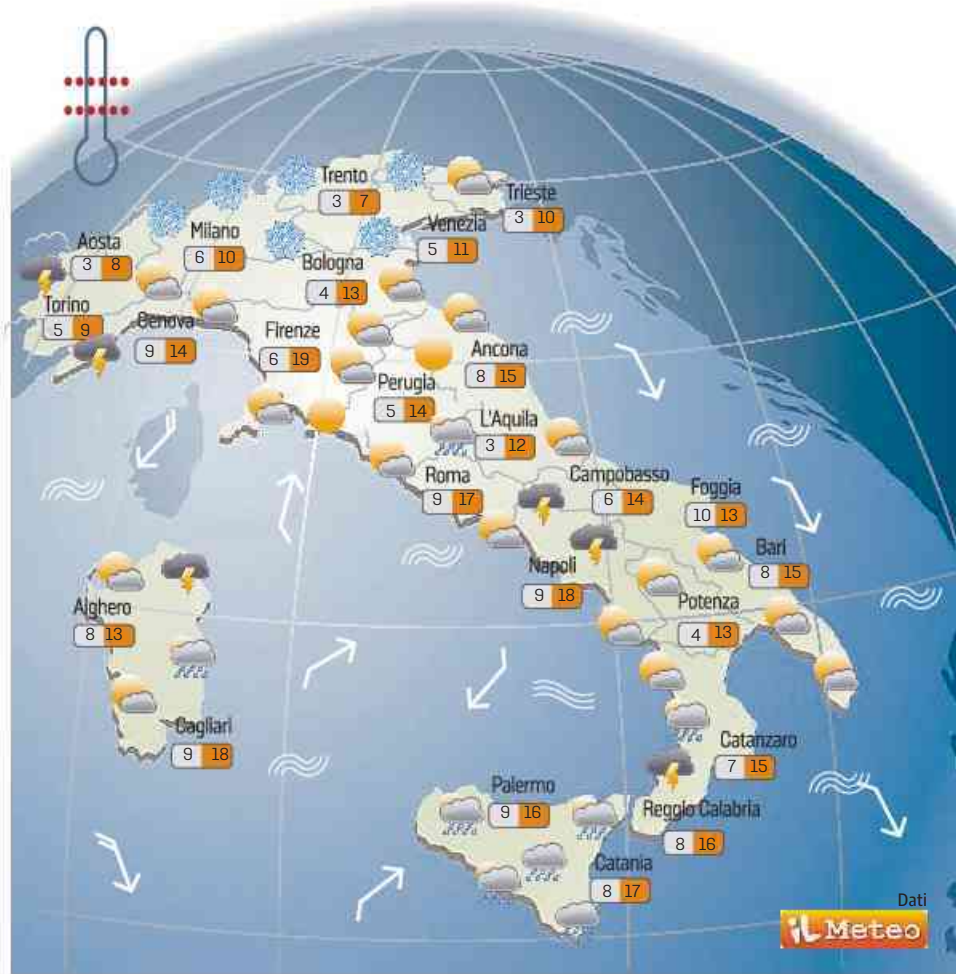 Trento
3 7
Trieste
3 10
Venezia
5 11
Aosta
3 8
Milano
6 10
Bologna
4 13
Torino
5 9
Genova
9 14
Firenze
6 19
Ancona
8 15
Perugia
5 14
L'Aquila
3 12
Roma
9 17
Campobasso
6 14
Foggia
10 13
Bari
8 15
Napoli
9 18
Potenza
4 13
Alghero
8 13
Cagliari
9 18
Catanzaro
7 15
Palermo
9 16
Reggio Calabria
8 16
Catania
8 17
Dati
iL Meteo